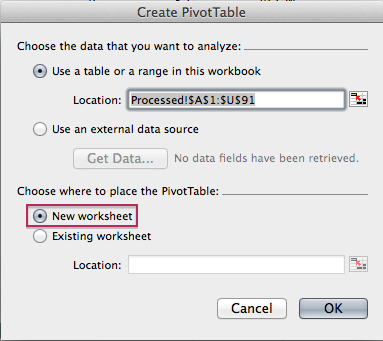 Create PivotTable
Choose the data that you want to analyze:
Use a table or a range in this workbook
Location: Processed!$A$1:$U$91
Use an external data source
Get Data... No data fields have been retrieved.
Choose where to place the PivotTable:
New worksheet
Existing worksheet
Location:
Cancel OK